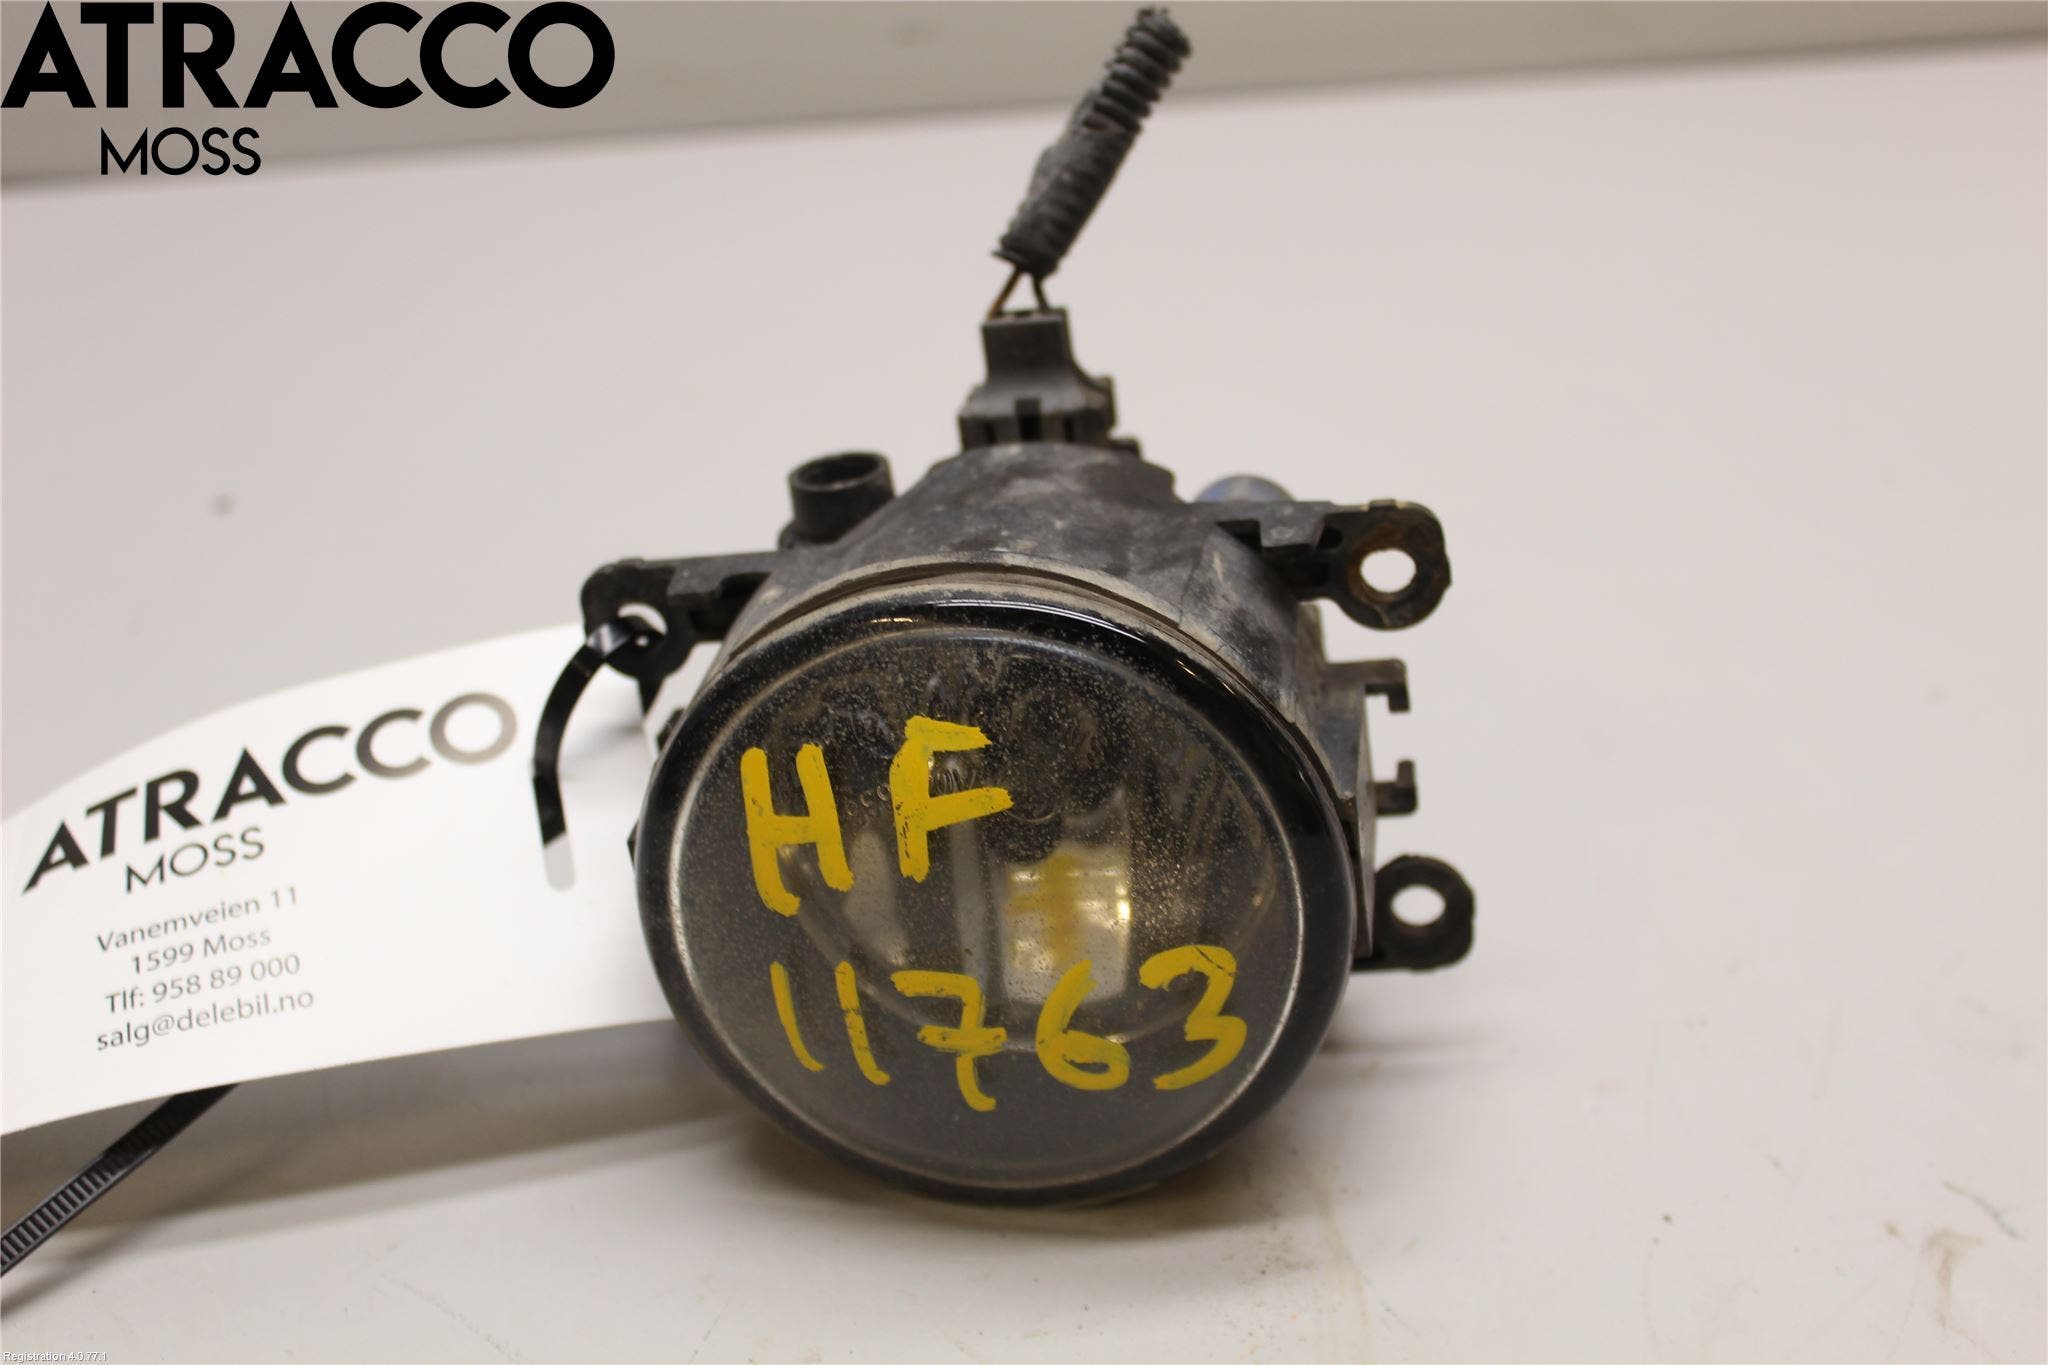 ATRACCO
MOSS
HF
11763
ATRACCO
MOSS
Vanemveien 11
1599 Moss
Tlf: 958 89 000
salg@delebil.no
Registration 4.0.77.1